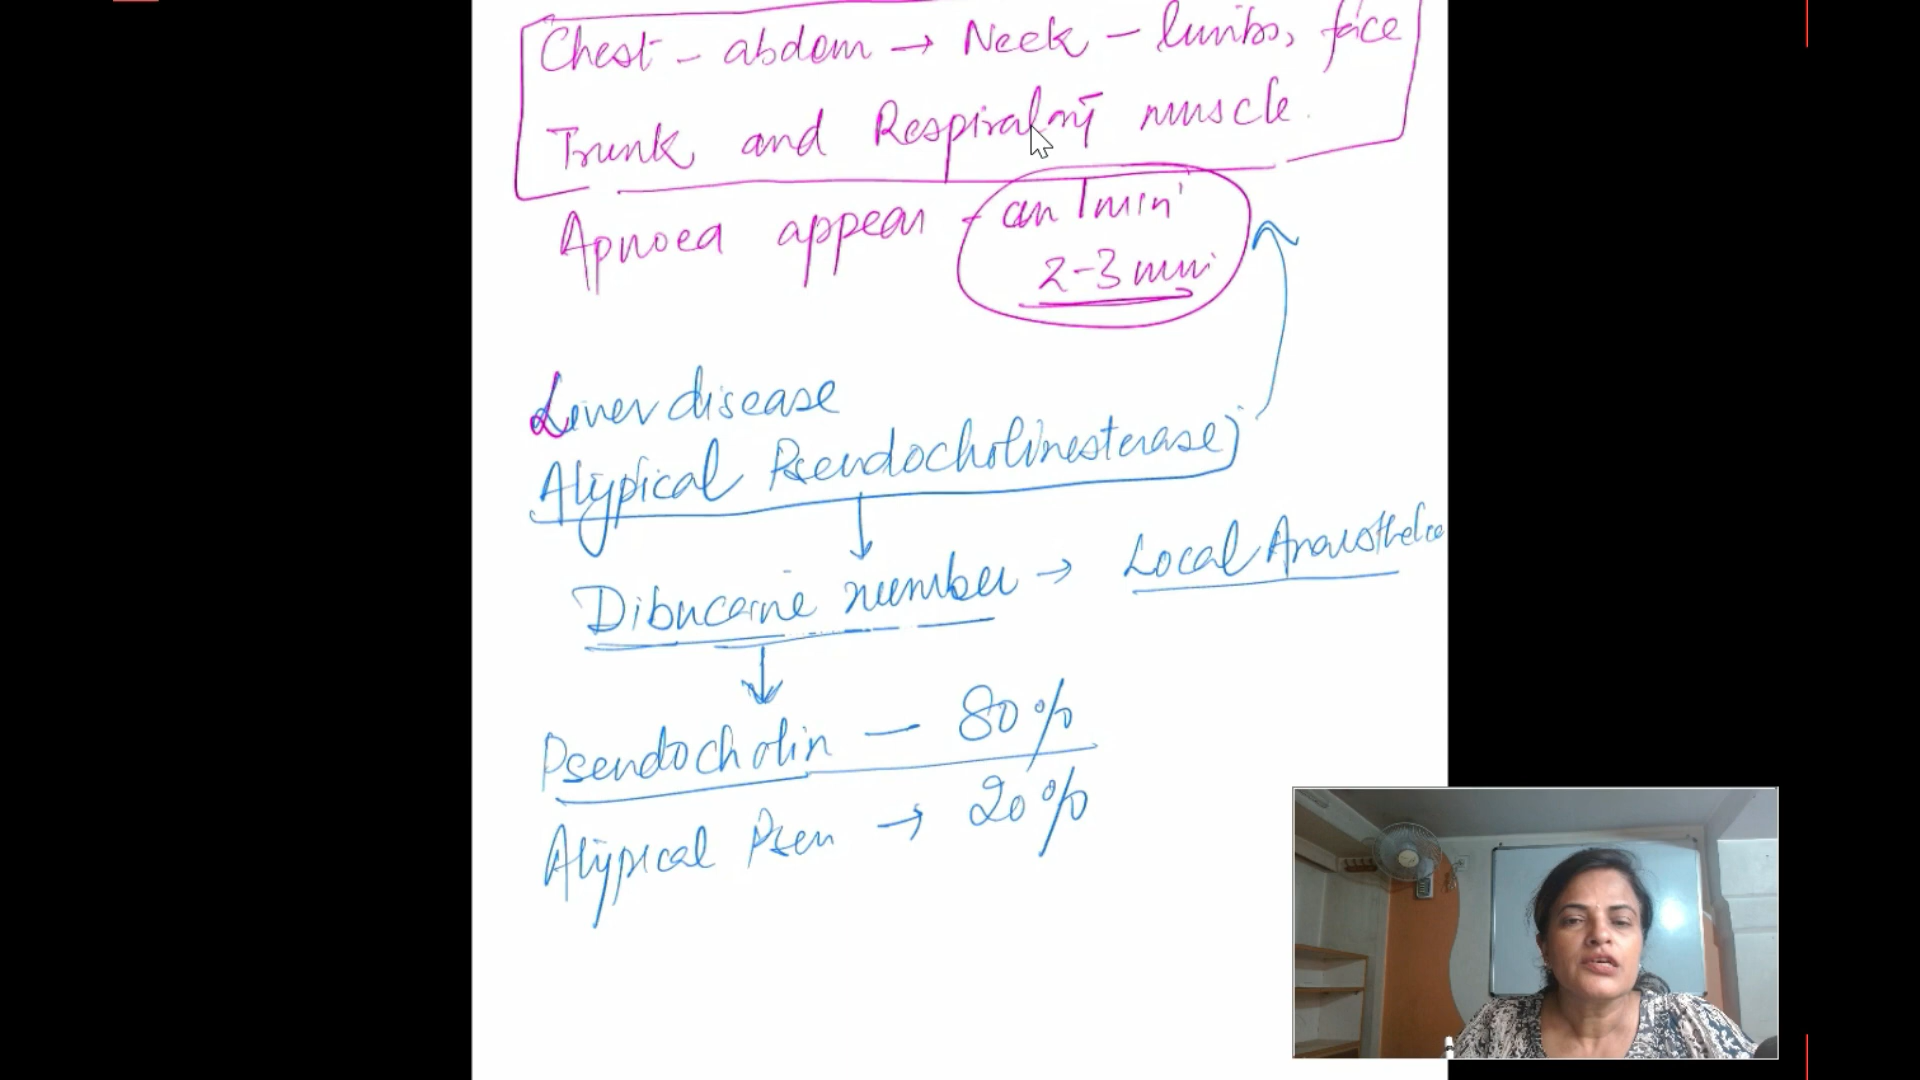 Chest - abdom → Neck - limbs, face
Trunk and Respiratory muscle.
Apnoea appear - an 1 min
2-3 min
Liver disease
Atypical Pseudocholinesterase
Dibucaine number → Local Anaesthetic
Pseudocholin - 80%
Atypical Pseu → 20%